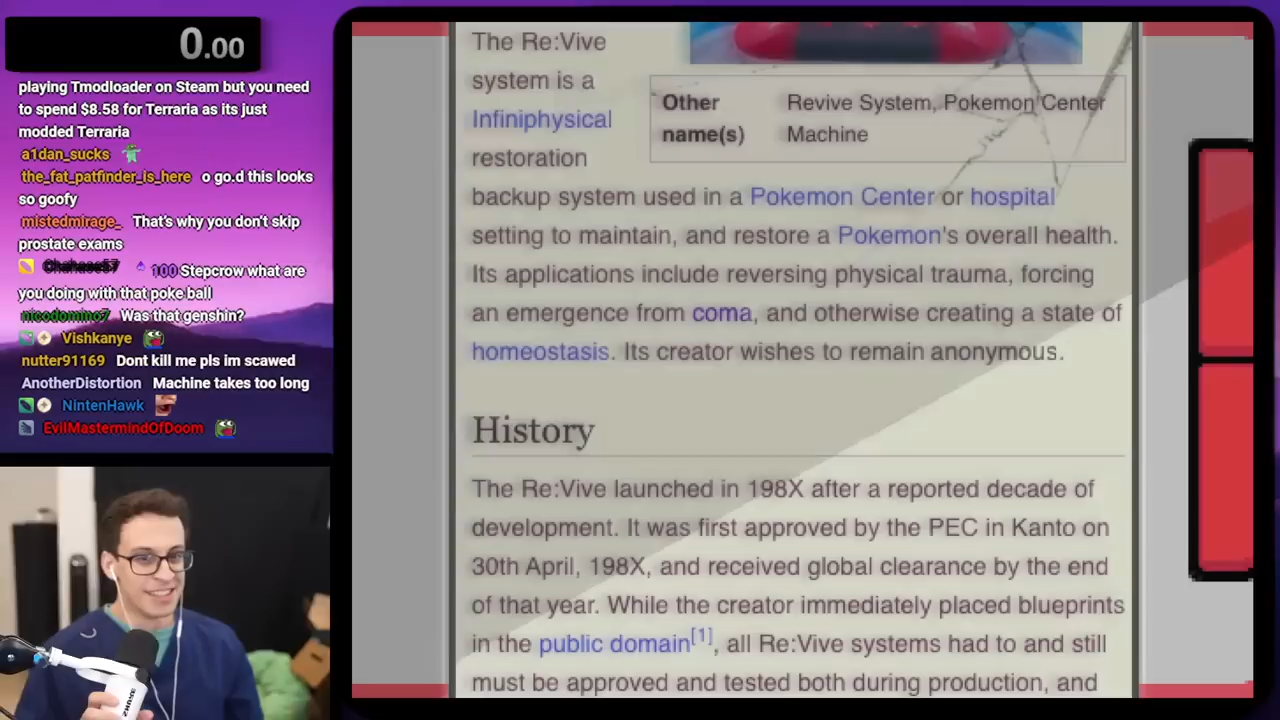 0.00
playing Tmodloader on Steam but you need
to spend $8.58 for Terraria as its just
modded Terraria
a1dan_sucks
the_fat_patfinder_is_here o go.d this looks
so goofy
mistedmirage_ That's why you don't skip
prostate exams
100 Stepcrow what are
you doing with that poke ball
nicodomino7 Was that genshin?
Vishkanye
nutter91169 Dont kill me pls im scawed
AnotherDistortion Machine takes too long
NintenHawk
EvilMastermindOfDoom
The Re:Vive
system is a
Infiniphysical
restoration
backup system used in a Pokemon Center or hospital
setting to maintain, and restore a Pokemon's overall health.
Its applications include reversing physical trauma, forcing
an emergence from coma, and otherwise creating a state of
homeostasis. Its creator wishes to remain anonymous.
Other Revive System, Pokemon Center
name(s) Machine
History
The Re:Vive launched in 198X after a reported decade of
development. It was first approved by the PEC in Kanto on
30th April, 198X, and received global clearance by the end
of that year. While the creator immediately placed blueprints
in the public domain[1], all Re:Vive systems had to and still
must be approved and tested both during production, and
SHURE